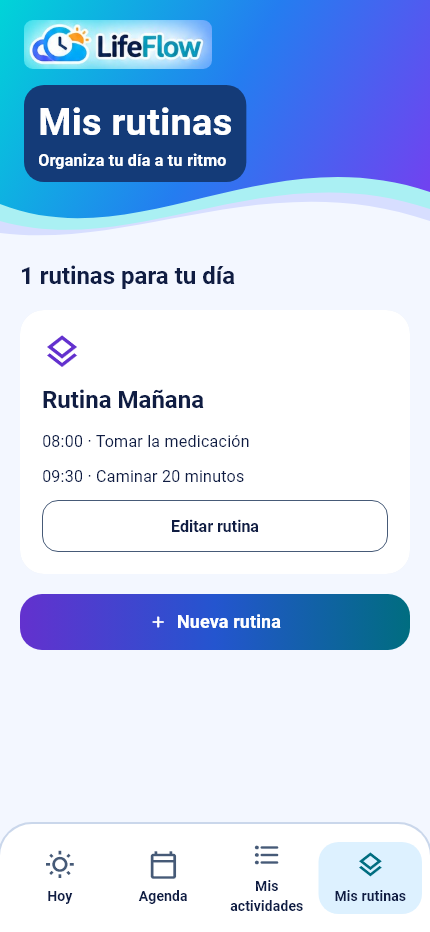 LifeFlow
Mis rutinas
Organiza tu día a tu ritmo
1 rutinas para tu día
Rutina Mañana
08:00 · Tomar la medicación
09:30 · Caminar 20 minutos
Editar rutina
+ Nueva rutina
Hoy
Agenda
Mis
actividades
Mis rutinas